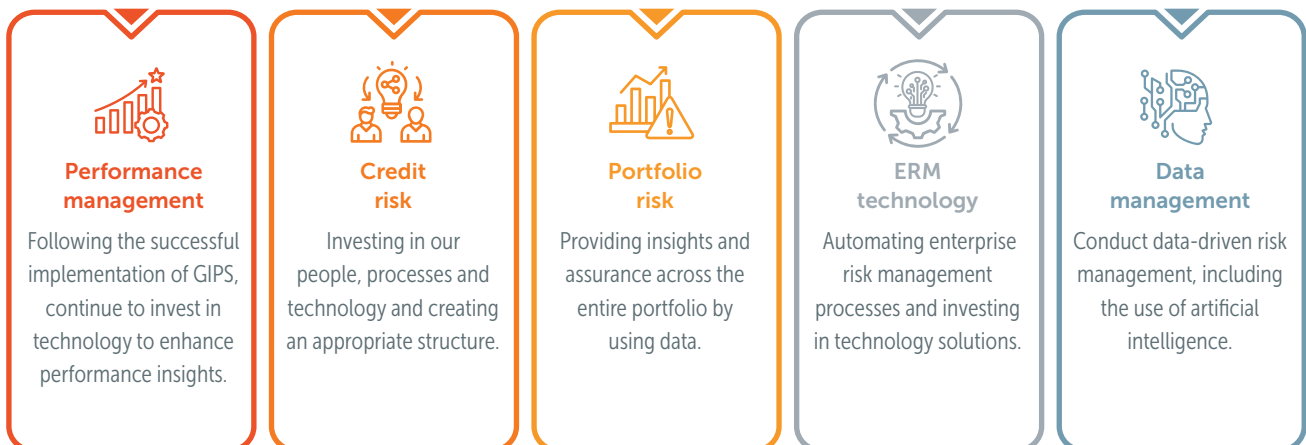 Performance
management
Following the successful
implementation of GIPS,
continue to invest in
technology to enhance
performance insights.
Credit
risk
Investing in our
people, processes and
technology and creating
an appropriate structure.
Portfolio
risk
Providing insights and
assurance across the
entire portfolio by
using data.
ERM
technology
Automating enterprise
risk management
processes and investing
in technology solutions.
Data
management
Conduct data-driven risk
management, including
the use of artificial
intelligence.